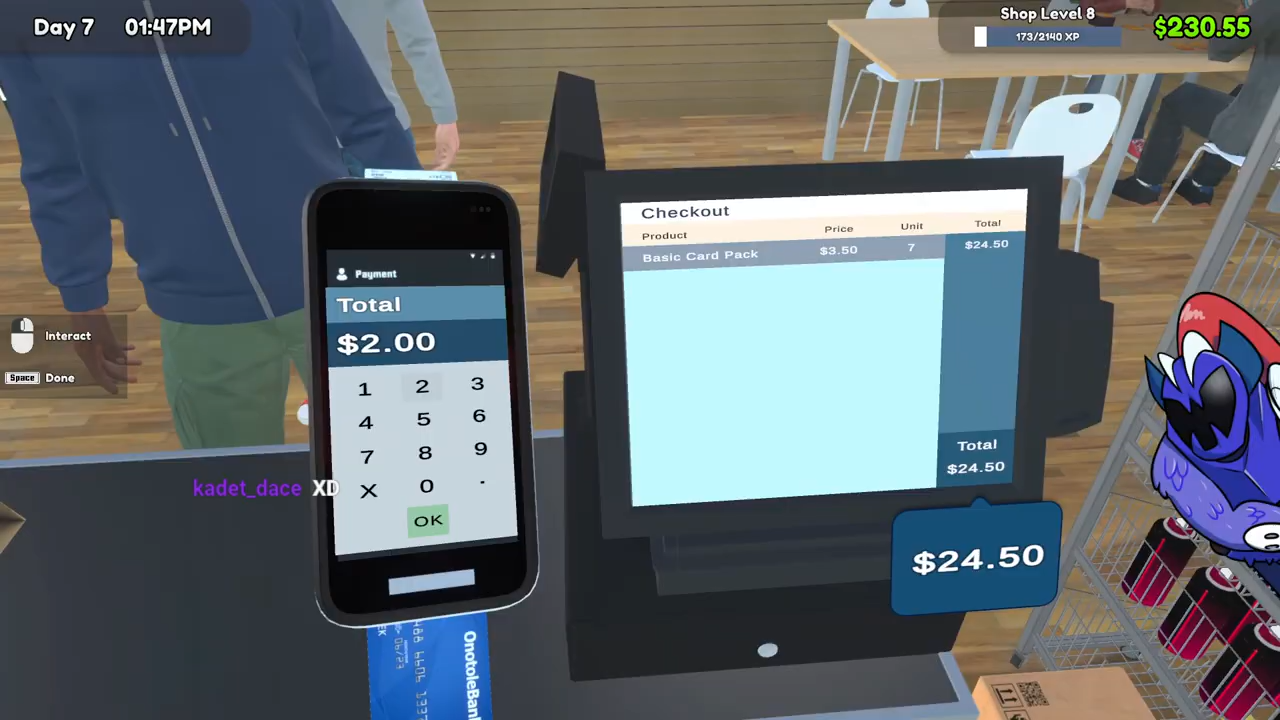 Day 7 01:47PM
Shop Level 8
173/2140 XP
$230.55
Interact
Space Done
Payment
Total
$2.00
1 2 3
4 5 6
7 8 9
X 0 .
OK
Checkout
Product Price Unit Total
Basic Card Pack $3.50 7 $24.50
Total
$24.50
$24.50
kadet_dace XD
OnotoleBank